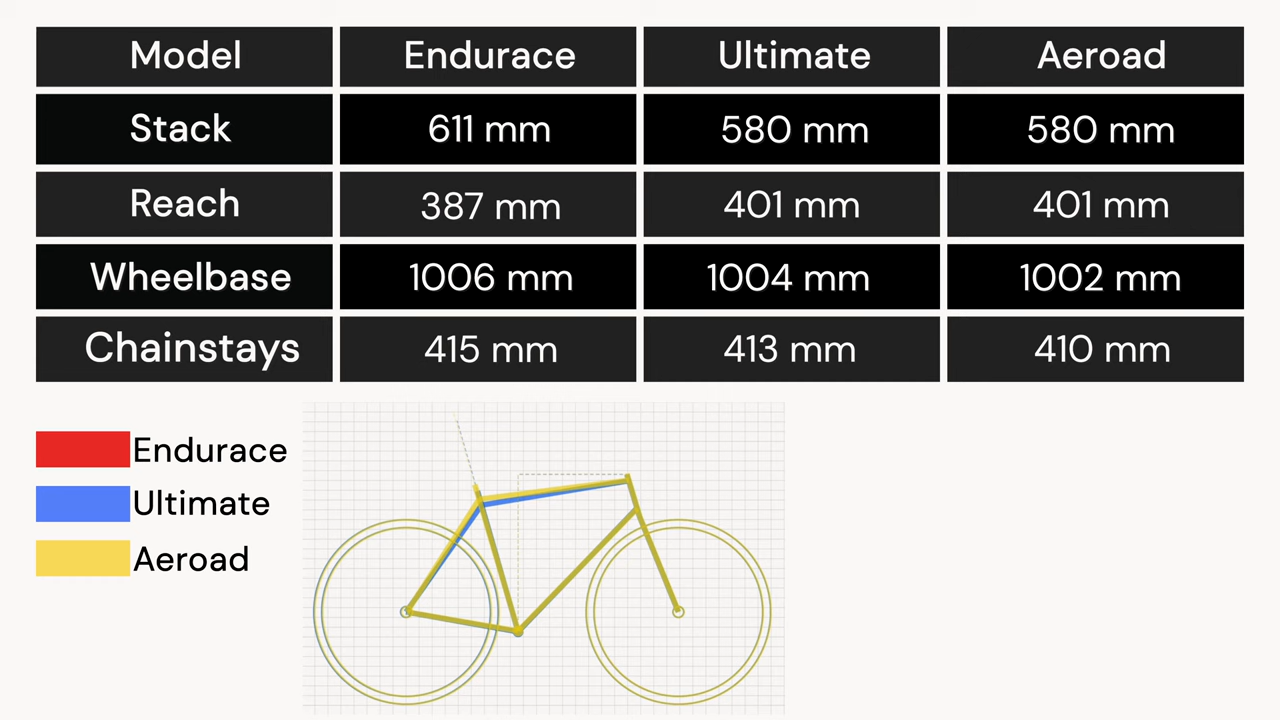 Model Endurace Ultimate Aeroad
Stack 611 mm 580 mm 580 mm
Reach 387 mm 401 mm 401 mm
Wheelbase 1006 mm 1004 mm 1002 mm
Chainstays 415 mm 413 mm 410 mm
Endurace
Ultimate
Aeroad